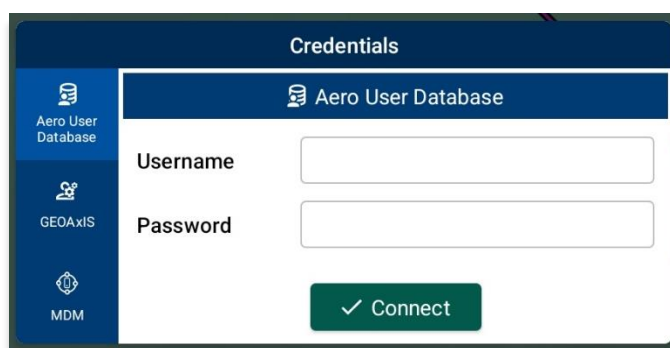 Credentials
Aero User
Database
GEOAxIS
MDM
Aero User Database
Username
Password
Connect